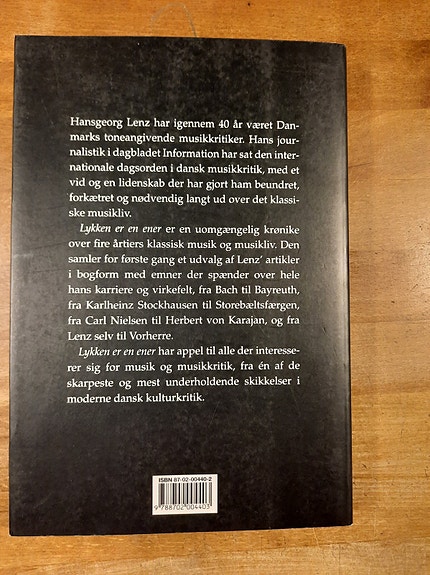 Hansgeorg Lenz har igennem 40 år været Dan-
marks toneangivende musikkritiker. Hans jour-
nalistik i dagbladet Information har sat den inter-
nationale dagsorden i dansk musikkritik, med et
vid og en lidenskab der har gjort ham beundret,
forkætret og nødvendig langt ud over det klassi-
ske musikliv.
Lykken er en ener er en uomgængelig krønike
over fire årtiers klassisk musik og musikliv. Den
samler for første gang et udvalg af Lenz' artikler
i bogform med emner der spænder over hele
hans karriere og virkefelt, fra Bach til Bayreuth,
fra Karlheinz Stockhausen til Storebæltsfærgen,
fra Carl Nielsen til Herbert von Karajan, og fra
Lenz selv til Vorherre.
Lykken er en ener har appel til alle der interesse-
rer sig for musik og musikkritik, fra én af de
skarpeste og mest underholdende skikkelser i
moderne dansk kulturkritik.
ISBN 87-02-00440-2
9 788702 004403